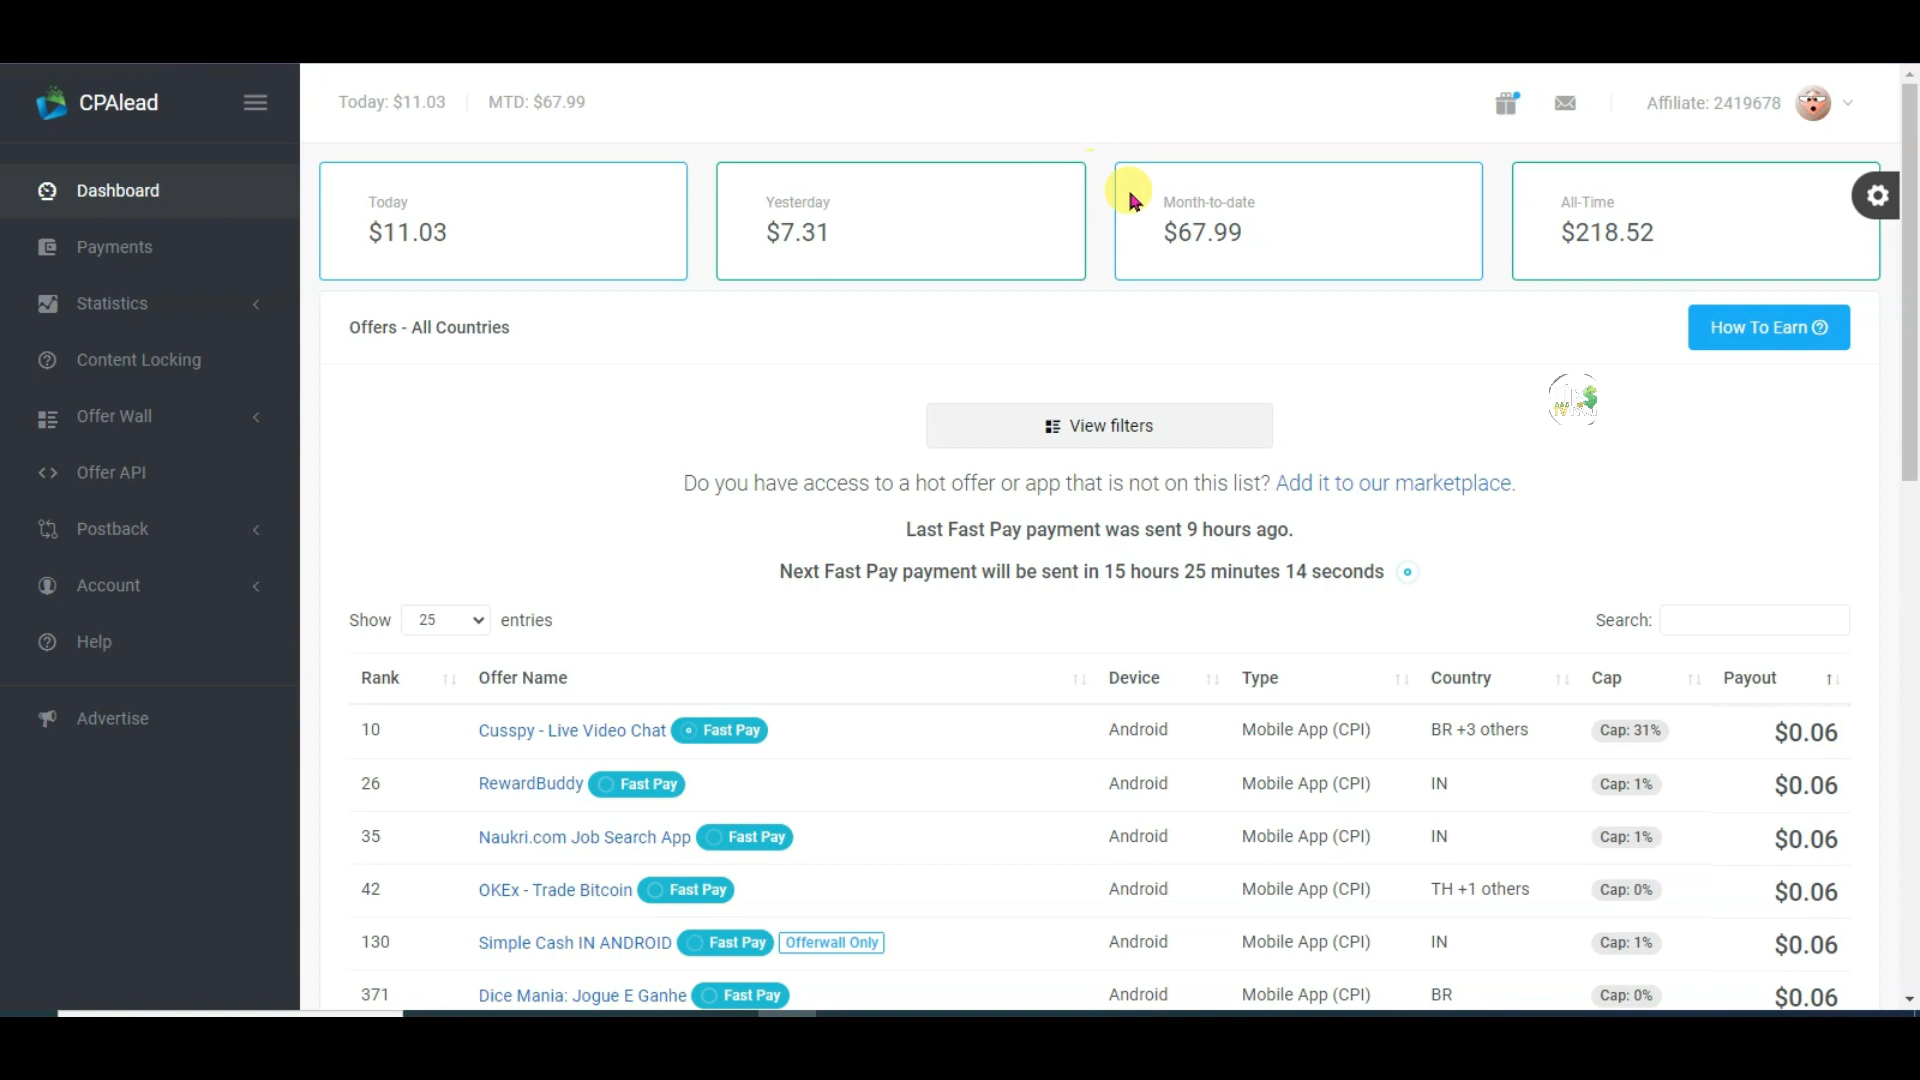 CPAlead
Today: $11.03
MTD: $67.99
Affiliate: 2419678
Dashboard
Payments
Statistics
Content Locking
Offer Wall
Offer API
Postback
Account
Help
Advertise
Today
$11.03
Yesterday
$7.31
Month-to-date
$67.99
All-Time
$218.52
Offers - All Countries
How To Earn
View filters
Do you have access to a hot offer or app that is not on this list? Add it to our marketplace.
Last Fast Pay payment was sent 9 hours ago.
Next Fast Pay payment will be sent in 15 hours 25 minutes 14 seconds
Show 25 entries
Search:
Rank Offer Name Device Type Country Cap Payout
10 Cusspy - Live Video Chat Fast Pay Android Mobile App (CPI) BR +3 others Cap: 31% $0.06
26 RewardBuddy Fast Pay Android Mobile App (CPI) IN Cap: 1% $0.06
35 Naukri.com Job Search App Fast Pay Android Mobile App (CPI) IN Cap: 1% $0.06
42 OKEx - Trade Bitcoin Fast Pay Android Mobile App (CPI) TH +1 others Cap: 0% $0.06
130 Simple Cash IN ANDROID Fast Pay Offerwall Only Android Mobile App (CPI) IN Cap: 1% $0.06
371 Dice Mania: Jogue E Ganhe Fast Pay Android Mobile App (CPI) BR Cap: 0% $0.06